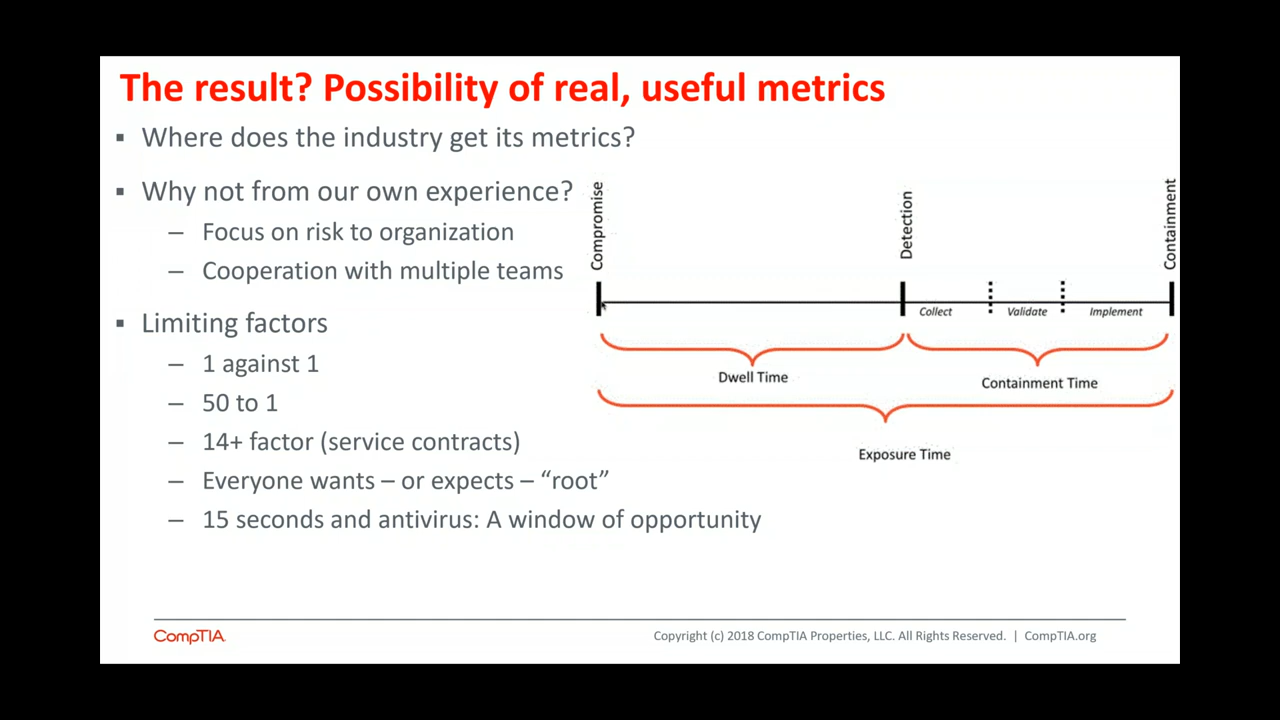 The result? Possibility of real, useful metrics
▪ Where does the industry get its metrics?
▪ Why not from our own experience?
– Focus on risk to organization
– Cooperation with multiple teams
▪ Limiting factors
– 1 against 1
– 50 to 1
– 14+ factor (service contracts)
– Everyone wants – or expects – “root”
– 15 seconds and antivirus: A window of opportunity
Compromise
Detection
Containment
Collect
Validate
Implement
Dwell Time
Containment Time
Exposure Time
CompTIA.
Copyright (c) 2018 CompTIA Properties, LLC. All Rights Reserved. | CompTIA.org